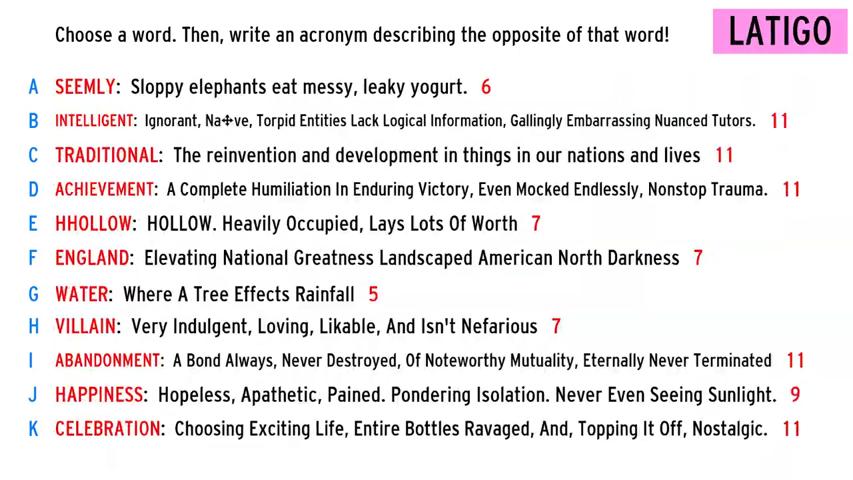 Choose a word. Then, write an acronym describing the opposite of that word!
LATIGO
A SEEMLY: Sloppy elephants eat messy, leaky yogurt. 6
B INTELLIGENT: Ignorant, Na✢ve, Torpid Entities Lack Logical Information, Gallingly Embarrassing Nuanced Tutors. 11
C TRADITIONAL: The reinvention and development in things in our nations and lives 11
D ACHIEVEMENT: A Complete Humiliation In Enduring Victory, Even Mocked Endlessly, Nonstop Trauma. 11
E HHOLLOW: HOLLOW. Heavily Occupied, Lays Lots Of Worth 7
F ENGLAND: Elevating National Greatness Landscaped American North Darkness 7
G WATER: Where A Tree Effects Rainfall 5
H VILLAIN: Very Indulgent, Loving, Likable, And Isn't Nefarious 7
I ABANDONMENT: A Bond Always, Never Destroyed, Of Noteworthy Mutuality, Eternally Never Terminated 11
J HAPPINESS: Hopeless, Apathetic, Pained. Pondering Isolation. Never Even Seeing Sunlight. 9
K CELEBRATION: Choosing Exciting Life, Entire Bottles Ravaged, And, Topping It Off, Nostalgic. 11